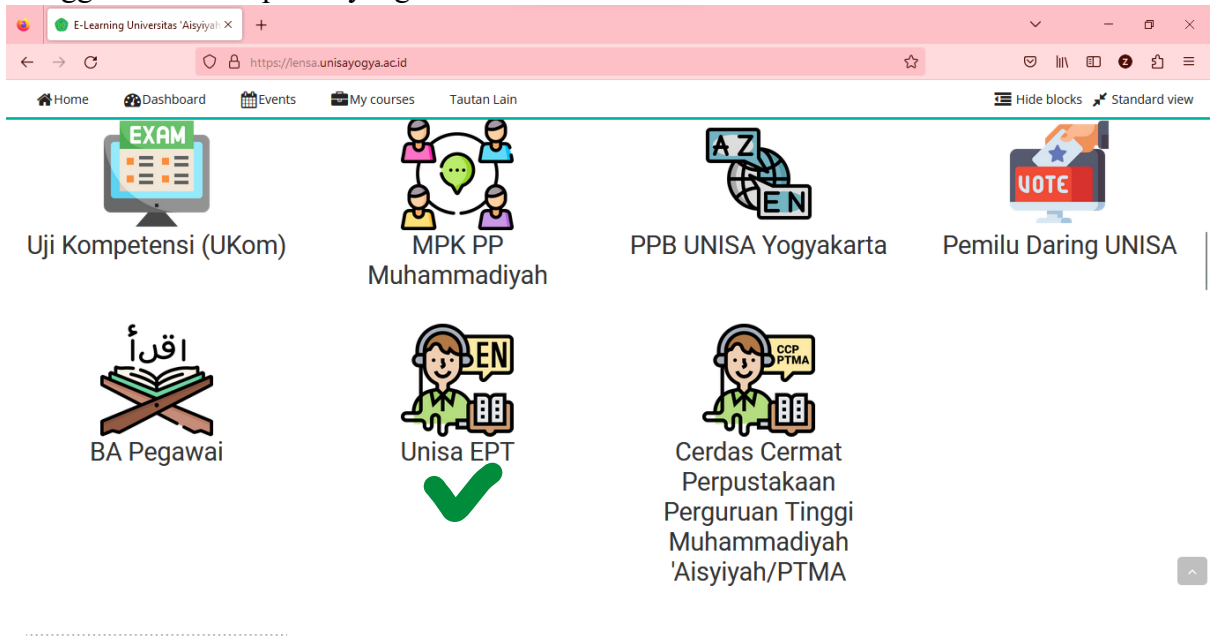 E-Learning Universitas 'Aisyiyah
https://lensa.unisayogya.ac.id
Home Dashboard Events My courses Tautan Lain Hide blocks Standard view
EXAM
A Z
EN
VOTE
Uji Kompetensi (UKom)
MPK PP
Muhammadiyah
PPB UNISA Yogyakarta
Pemilu Daring UNISA
اقرأ
EN
CCP
PTMA
BA Pegawai
Unisa EPT
Cerdas Cermat
Perpustakaan
Perguruan Tinggi
Muhammadiyah
'Aisyiyah/PTMA